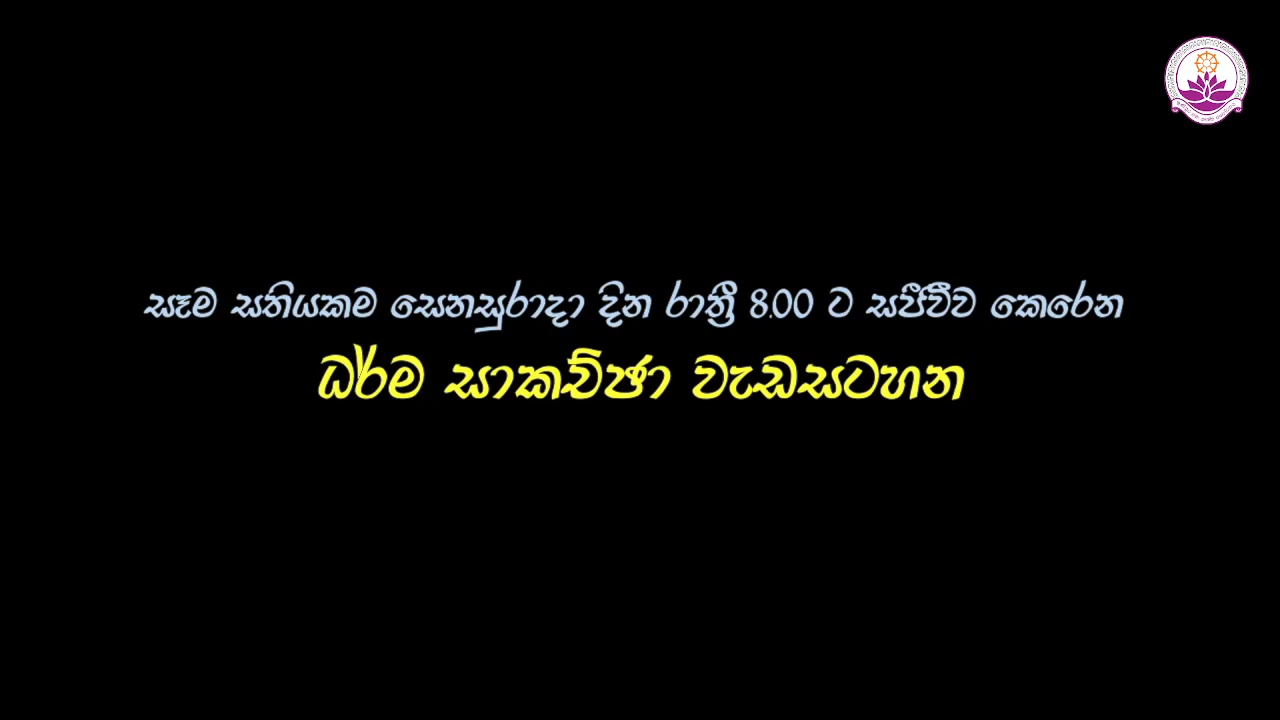 සෑම සතියකම සෙනසුරාදා දින රාත්‍රී 8.00 ට සජීවීව කෙරෙන
ධර්ම සාකච්ඡා වැඩසටහන